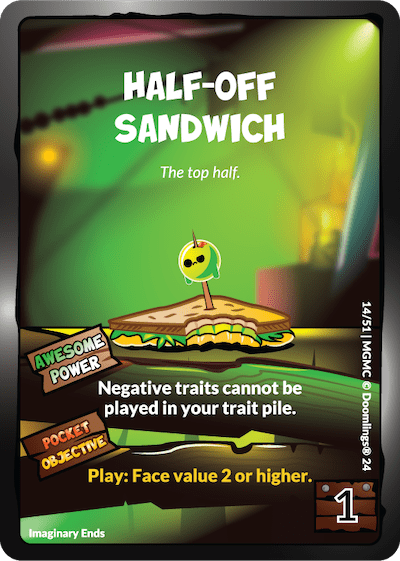 HALF-OFF
SANDWICH
The top half.
AWESOME
POWER
Negative traits cannot be
played in your trait pile.
POCKET
OBJECTIVE
Play: Face value 2 or higher.
1
Imaginary Ends
14/51 | MGMC © Doomlings® 24